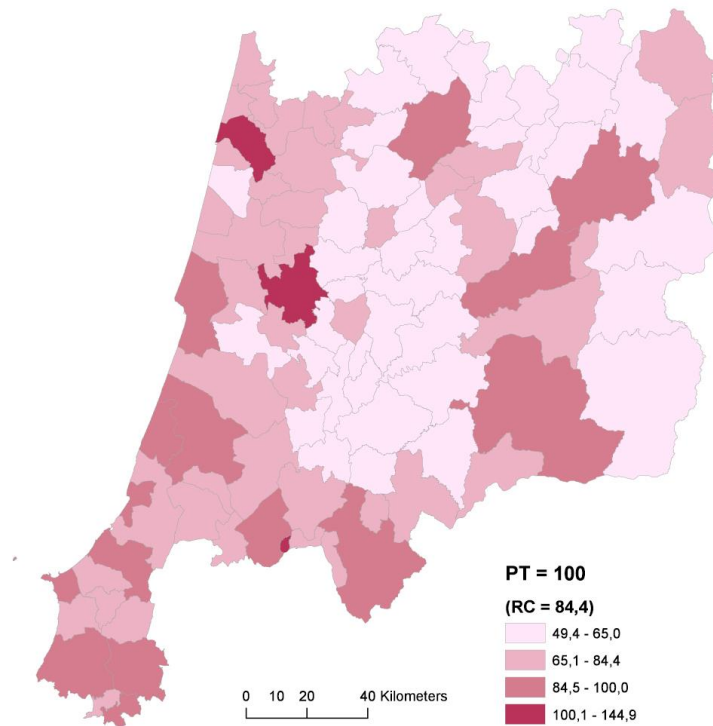 PT = 100
(RC = 84,4)
49,4 - 65,0
65,1 - 84,4
84,5 - 100,0
100,1 - 144,9
0 10 20 40 Kilometers